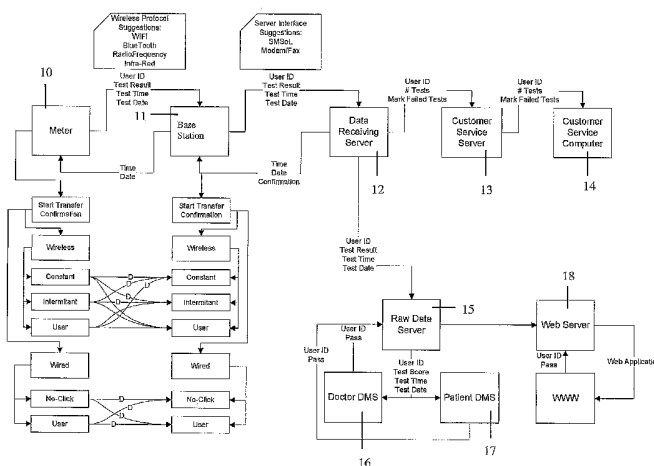 Wireless Protocol
Suggestions:
WiFi
BlueTooth
RadioFrequency
Infra-Red
Server Interface
Suggestions:
SMSoL
Modem/Fax
10
User ID
Test Result
Test Time
Test Date
11
User ID
Test Result
Test Time
Test Date
User ID
# Tests
Mark Failed Tests
User ID
# Tests
Mark Failed Tests
Meter
Base
Station
Data
Receiving
Server
Customer
Service
Server
Customer
Service
Computer
Time
Date
Time
Date
Confirmation
12
13
14
Start Transfer
Confirmation
Start Transfer
Confirmation
Wireless
Wireless
User ID
Test Result
Test Time
Test Date
Constant
D
D
D
Constant
Intermitant
D
Intermitant
User
D
User
15
18
Raw Data
Server
Web Server
User ID
Pass
User ID
Pass
User ID
Test Score
Test Time
Test Date
User ID
Pass
Web Applicatio
Wired
Wired
Doctor DMS
Patient DMS
WWW
No-Click
D
D
No-Click
User
D
D
User
16
17